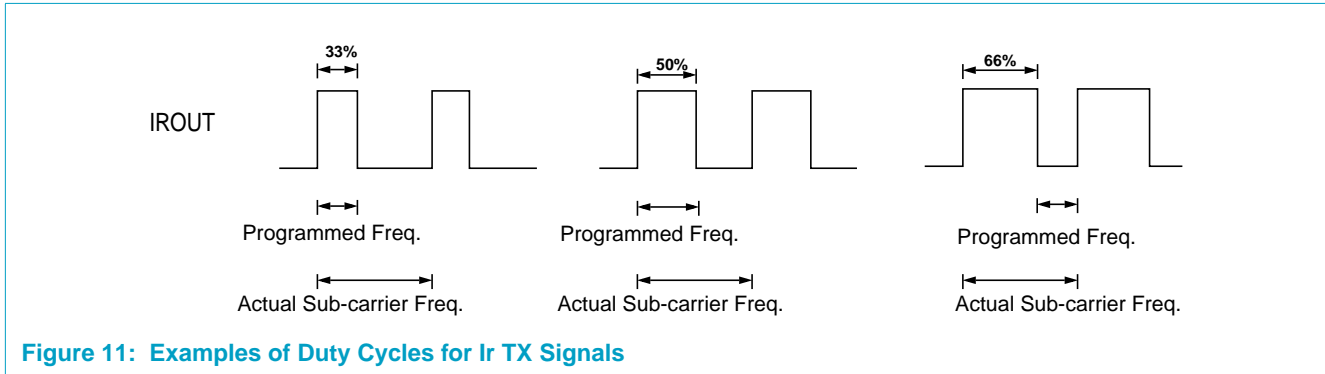 33%
50%
66%
IROUT
Programmed Freq.
Programmed Freq.
Programmed Freq.
Actual Sub-carrier Freq.
Actual Sub-carrier Freq.
Actual Sub-carrier Freq.
Figure 11: Examples of Duty Cycles for Ir TX Signals